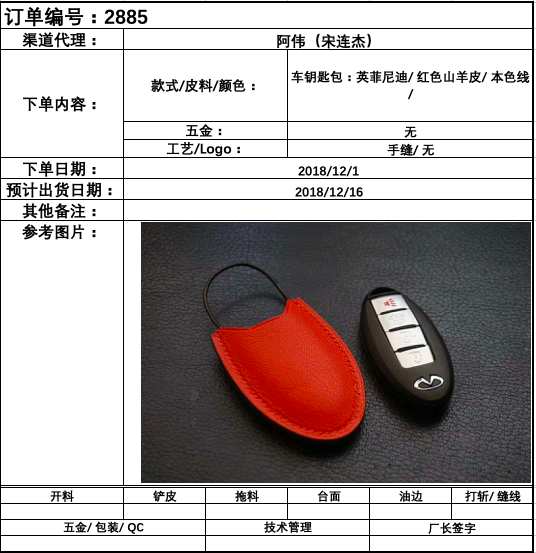 订单编号：2885
渠道代理：
阿伟（宋连杰）
下单内容：
款式/皮料/颜色：
车钥匙包：英菲尼迪/ 红色山羊皮/ 本色线
/
五金：
无
工艺/Logo：
手缝/ 无
下单日期：
2018/12/1
预计出货日期：
2018/12/16
其他备注：
参考图片：
开料 铲皮 拖料 台面 油边 打斩/ 缝线
五金/ 包装/ QC 技术管理 厂长签字